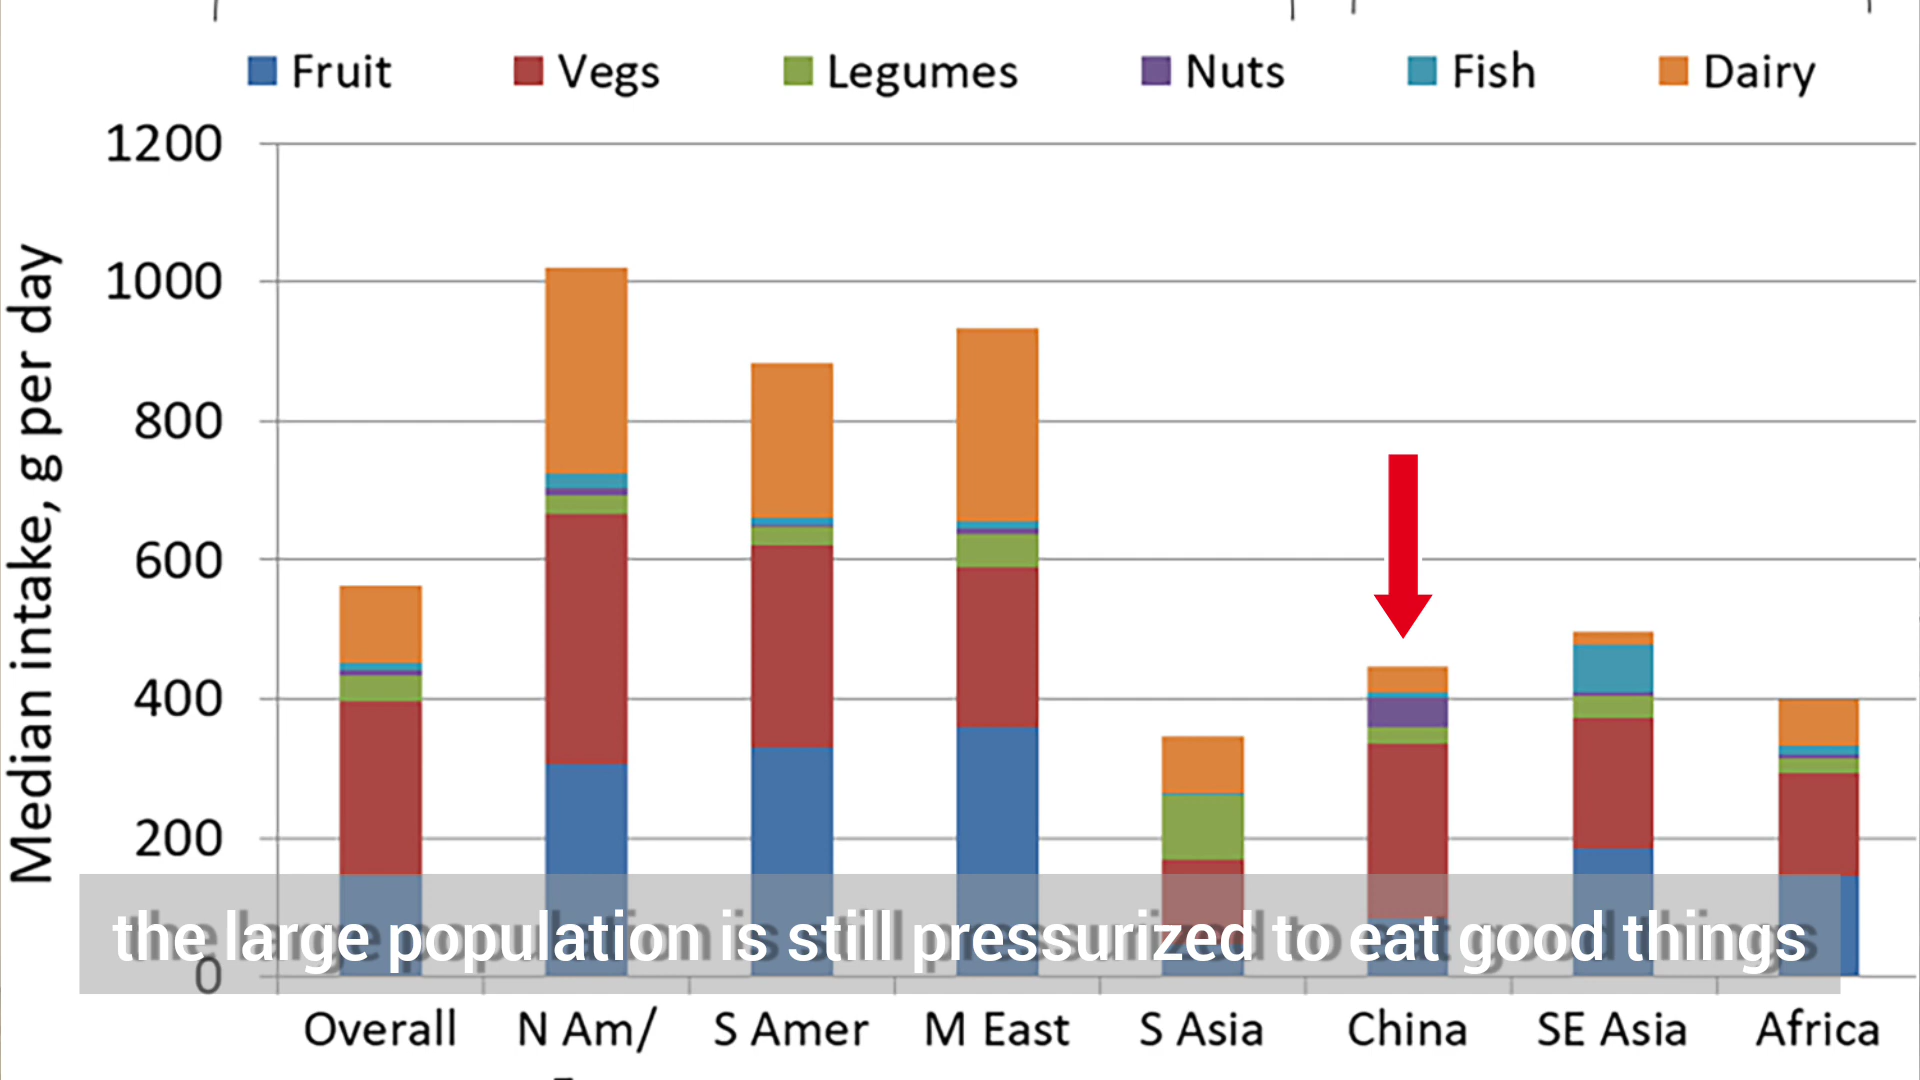 Fruit Vegs Legumes Nuts Fish Dairy
1200
1000
800
600
400
200
0
Median intake, g per day
the large population is still pressurized to eat good things
Overall N Am/ S Amer M East S Asia China SE Asia Africa